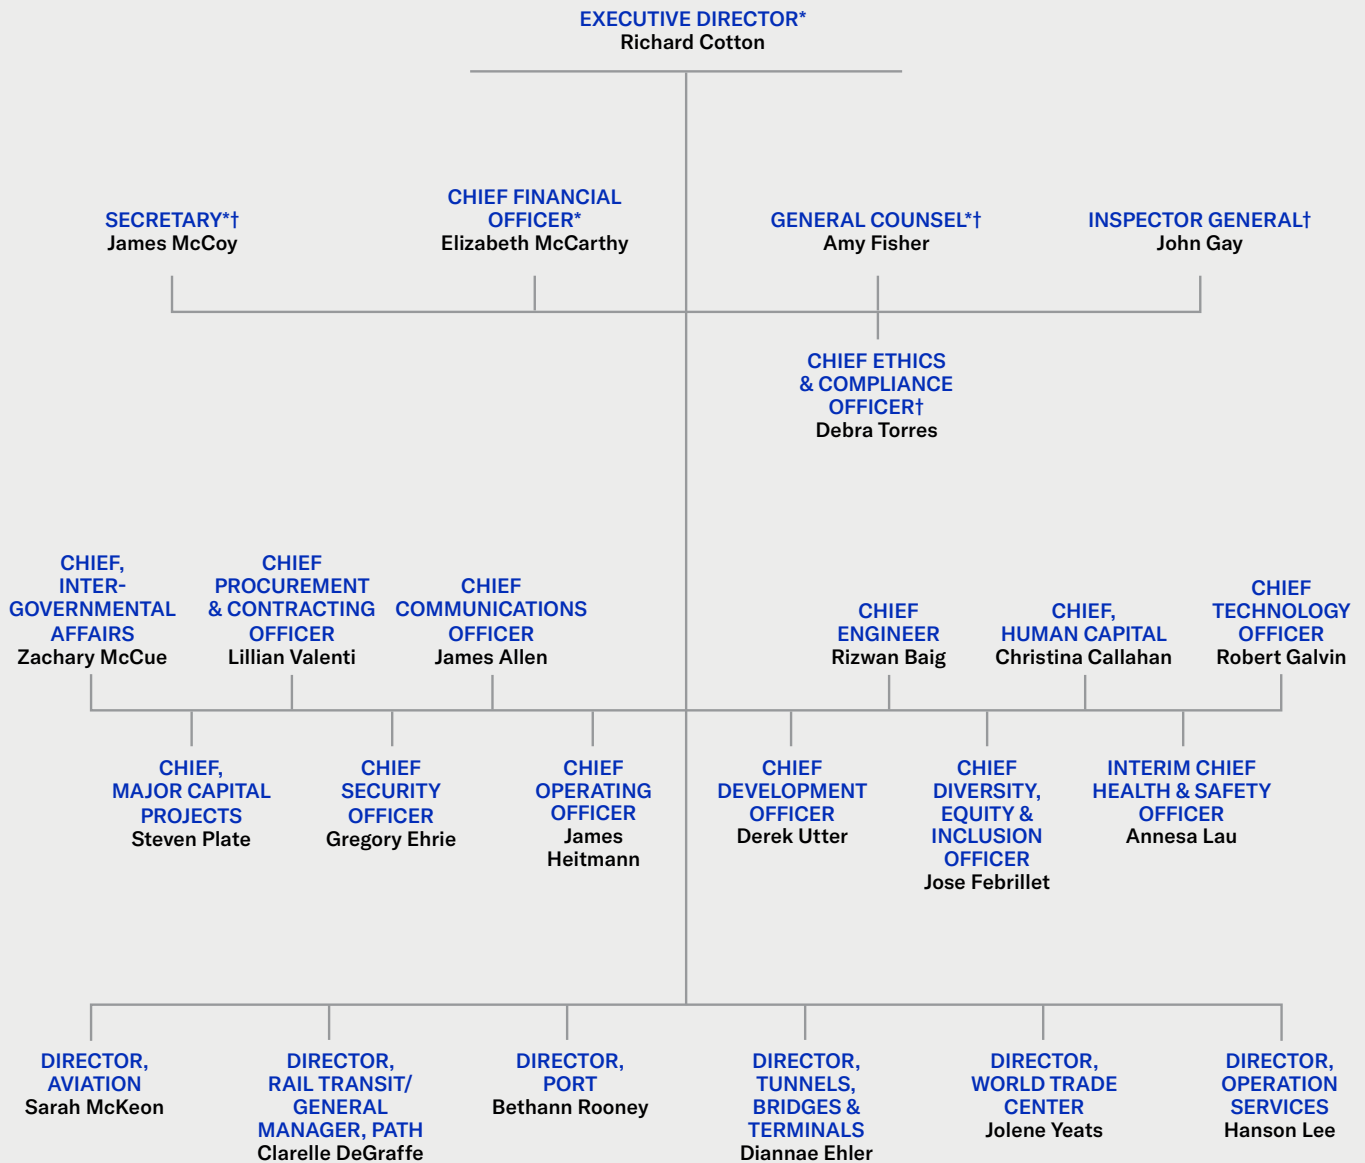 EXECUTIVE DIRECTOR*
Richard Cotton
SECRETARY*†
James McCoy
CHIEF FINANCIAL
OFFICER*
Elizabeth McCarthy
GENERAL COUNSEL*†
Amy Fisher
INSPECTOR GENERAL†
John Gay
CHIEF ETHICS
& COMPLIANCE
OFFICER†
Debra Torres
CHIEF,
INTER-
GOVERNMENTAL
AFFAIRS
Zachary McCue
CHIEF
PROCUREMENT
& CONTRACTING
OFFICER
Lillian Valenti
CHIEF
COMMUNICATIONS
OFFICER
James Allen
CHIEF
ENGINEER
Rizwan Baig
CHIEF,
HUMAN CAPITAL
Christina Callahan
CHIEF
TECHNOLOGY
OFFICER
Robert Galvin
CHIEF,
MAJOR CAPITAL
PROJECTS
Steven Plate
CHIEF
SECURITY
OFFICER
Gregory Ehrie
CHIEF
OPERATING
OFFICER
James
Heitmann
CHIEF
DEVELOPMENT
OFFICER
Derek Utter
CHIEF
DIVERSITY,
EQUITY &
INCLUSION
OFFICER
Jose Febrillet
INTERIM CHIEF
HEALTH & SAFETY
OFFICER
Annesa Lau
DIRECTOR,
AVIATION
Sarah McKeon
DIRECTOR,
RAIL TRANSIT/
GENERAL
MANAGER, PATH
Clarelle DeGraffe
DIRECTOR,
PORT
Bethann Rooney
DIRECTOR,
TUNNELS,
BRIDGES &
TERMINALS
Diannae Ehler
DIRECTOR,
WORLD TRADE
CENTER
Jolene Yeats
DIRECTOR,
OPERATION
SERVICES
Hanson Lee